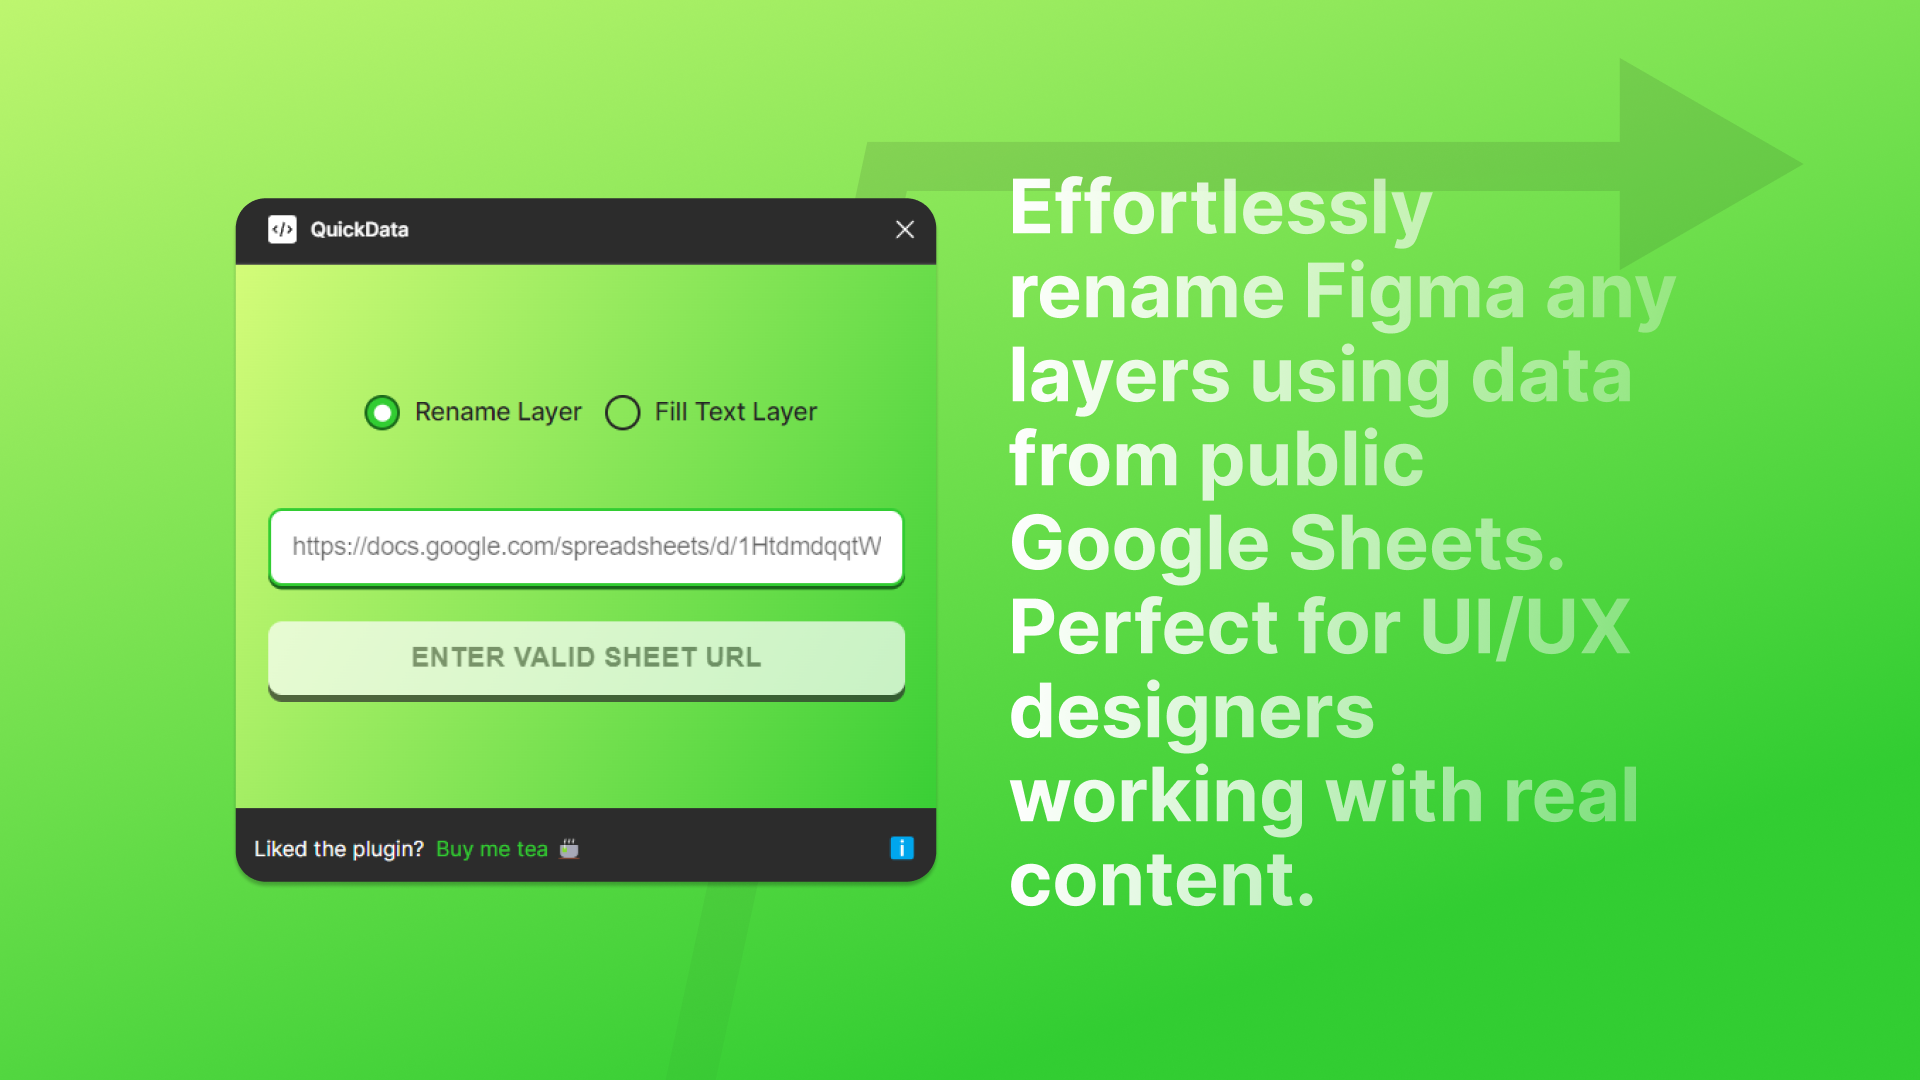 QuickData
Rename Layer
Fill Text Layer
https://docs.google.com/spreadsheets/d/1HtdmdqqtW
ENTER VALID SHEET URL
Liked the plugin? Buy me tea
Effortlessly
rename Figma any
layers using data
from public
Google Sheets.
Perfect for UI/UX
designers
working with real
content.